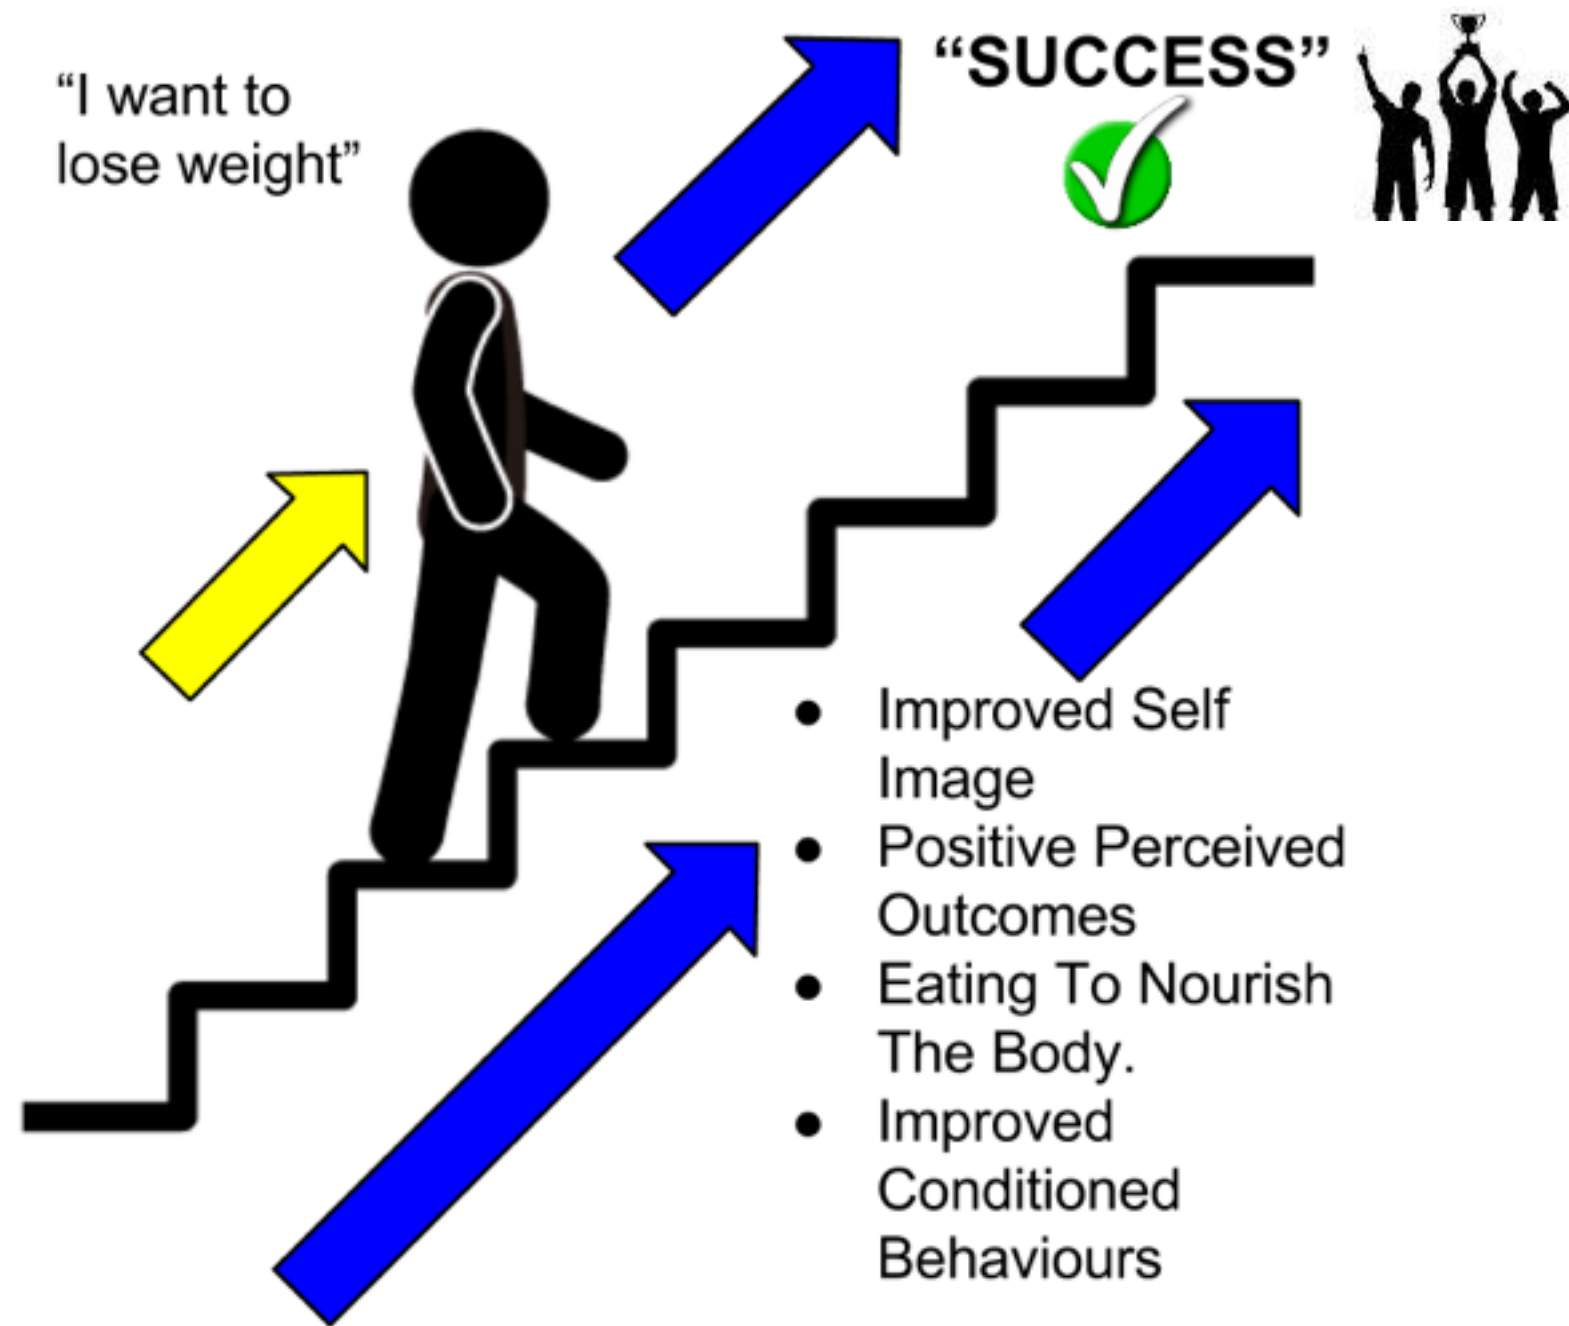 “I want to
lose weight”
“SUCCESS”
● Improved Self
Image
● Positive Perceived
Outcomes
● Eating To Nourish
The Body.
● Improved
Conditioned
Behaviours